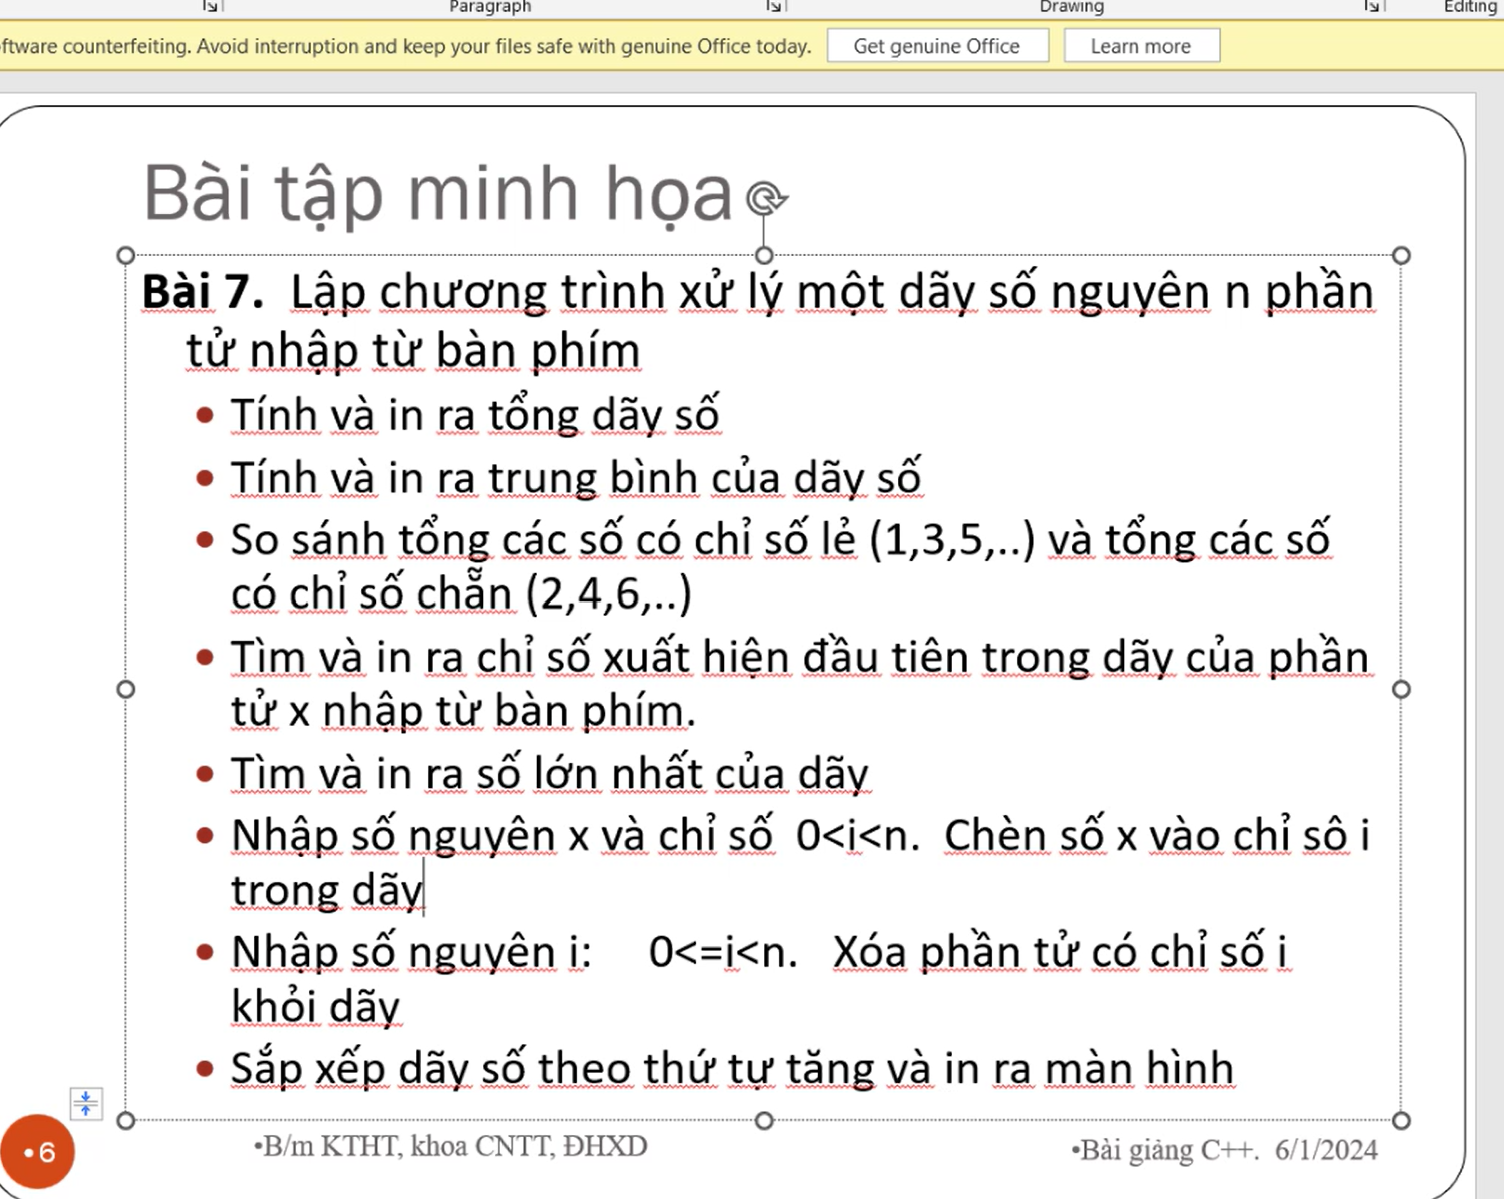 Paragraph Drawing Editing
ftware counterfeiting. Avoid interruption and keep your files safe with genuine Office today. Get genuine Office Learn more
Bài tập minh họa
Bài 7. Lập chương trình xử lý một dãy số nguyên n phần
tử nhập từ bàn phím
• Tính và in ra tổng dãy số
• Tính và in ra trung bình của dãy số
• So sánh tổng các số có chỉ số lẻ (1,3,5,..) và tổng các số
có chỉ số chẵn (2,4,6,..)
• Tìm và in ra chỉ số xuất hiện đầu tiên trong dãy của phần
tử x nhập từ bàn phím.
• Tìm và in ra số lớn nhất của dãy
• Nhập số nguyên x và chỉ số 0<i<n. Chèn số x vào chỉ sô i
trong dãy
• Nhập số nguyên i: 0<=i<n. Xóa phần tử có chỉ số i
khỏi dãy
• Sắp xếp dãy số theo thứ tự tăng và in ra màn hình
•6 •B/m KTHT, khoa CNTT, ĐHXD •Bài giảng C++. 6/1/2024